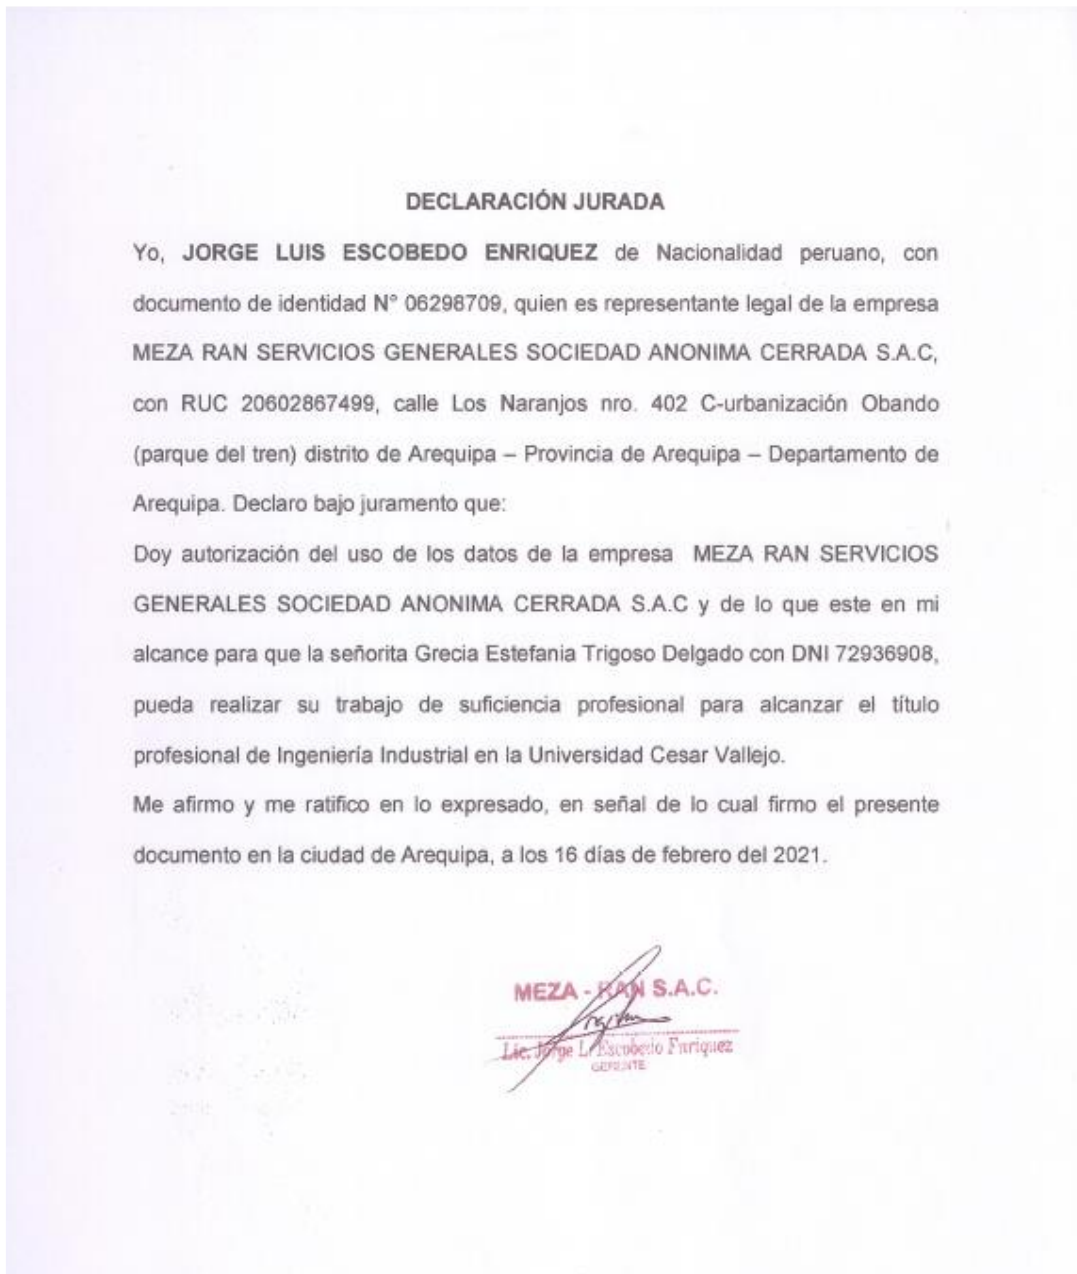 DECLARACIÓN JURADA
Yo, JORGE LUIS ESCOBEDO ENRIQUEZ de Nacionalidad peruano, con
documento de identidad N° 06298709, quien es representante legal de la empresa
MEZA RAN SERVICIOS GENERALES SOCIEDAD ANONIMA CERRADA S.A.C,
con RUC 20602867499, calle Los Naranjos nro. 402 C-urbanización Obando
(parque del tren) distrito de Arequipa – Provincia de Arequipa – Departamento de
Arequipa. Declaro bajo juramento que:
Doy autorización del uso de los datos de la empresa MEZA RAN SERVICIOS
GENERALES SOCIEDAD ANONIMA CERRADA S.A.C y de lo que este en mi
alcance para que la señorita Grecia Estefania Trigoso Delgado con DNI 72936908,
pueda realizar su trabajo de suficiencia profesional para alcanzar el título
profesional de Ingeniería Industrial en la Universidad Cesar Vallejo.
Me afirmo y me ratifico en lo expresado, en señal de lo cual firmo el presente
documento en la ciudad de Arequipa, a los 16 días de febrero del 2021.
MEZA - RAN S.A.C.
Lic. Jorge L. Escobedo Enriquez
GERENTE